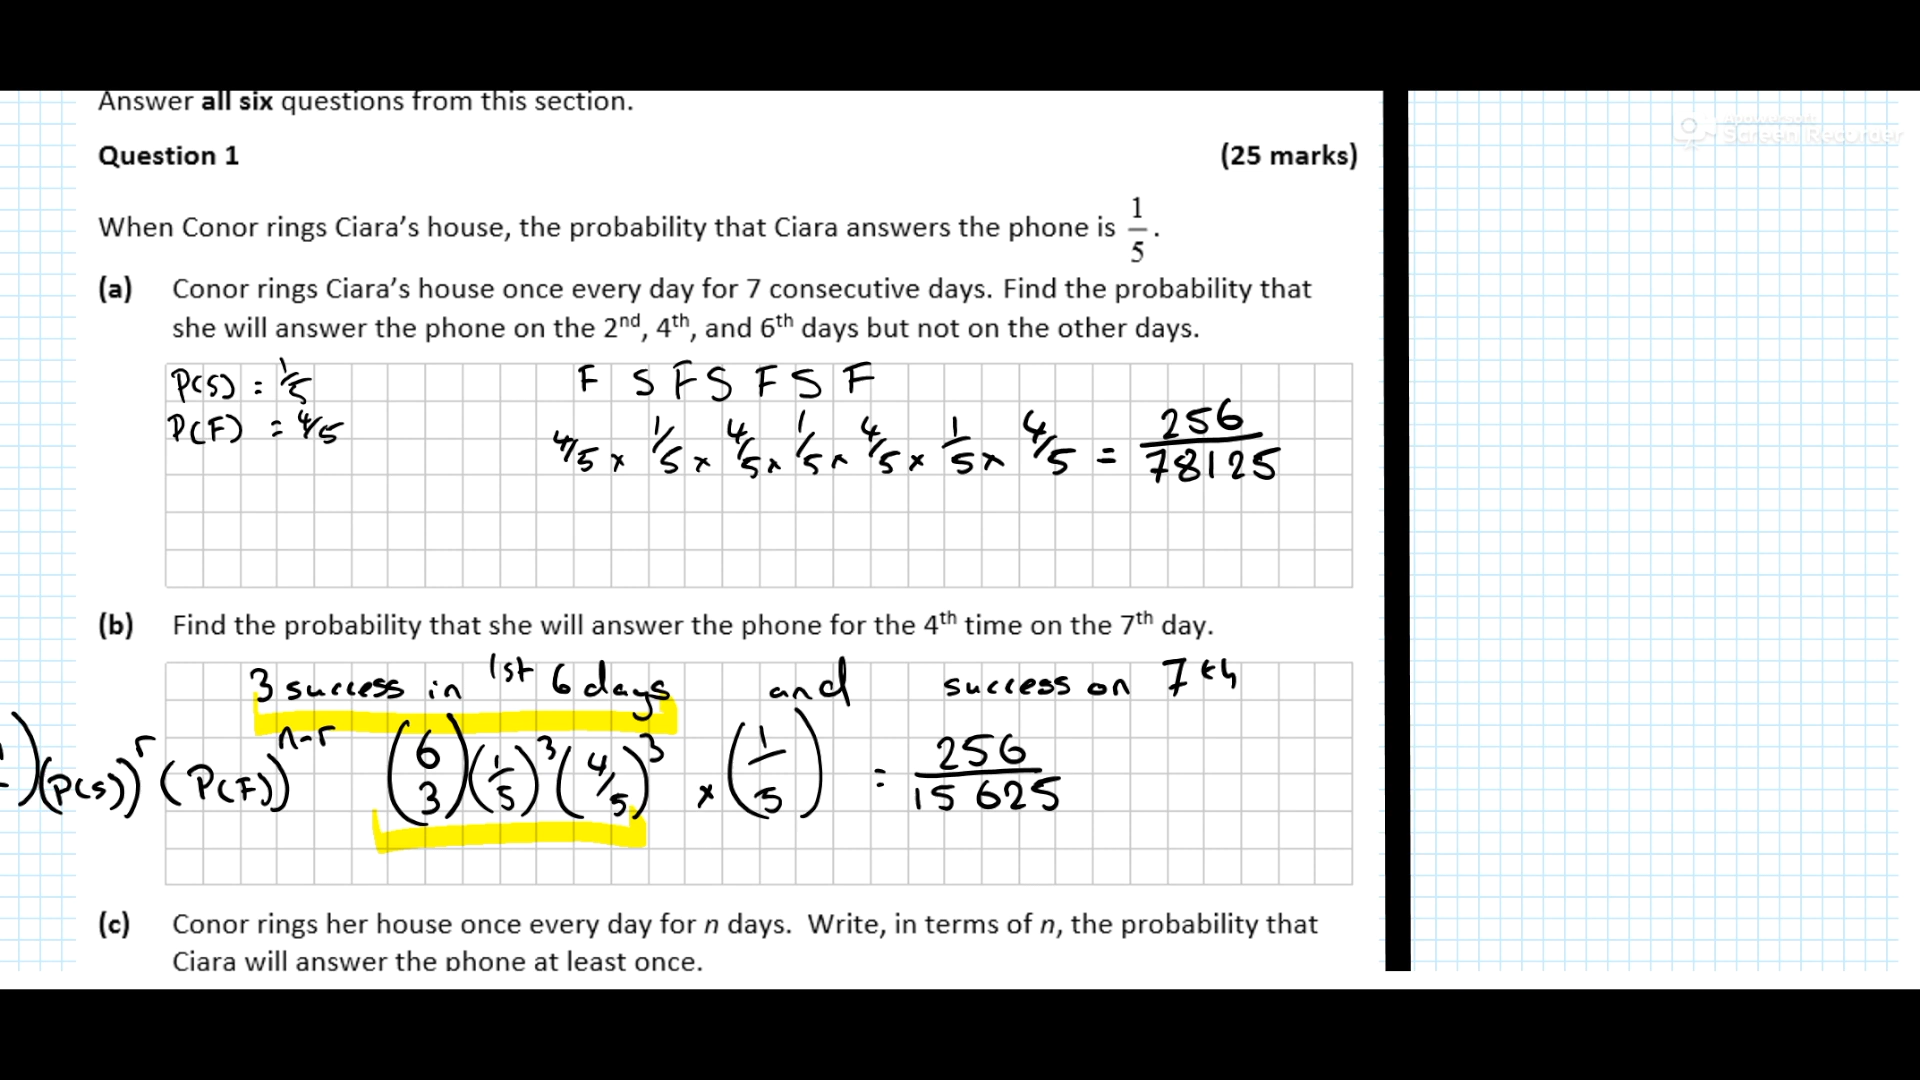 Answer all six questions from this section.
Question 1 (25 marks)
When Conor rings Ciara's house, the probability that Ciara answers the phone is 1/5.
(a) Conor rings Ciara's house once every day for 7 consecutive days. Find the probability that
she will answer the phone on the 2nd, 4th, and 6th days but not on the other days.
P(S) = 1/5 F S F S F S F
P(F) = 4/5
4/5 × 1/5 × 4/5 × 1/5 × 4/5 × 1/5 × 4/5 = 256/78125
(b) Find the probability that she will answer the phone for the 4th time on the 7th day.
3 success in 1st 6 days and success on 7th
(P(S))^r (P(F))^n-r (6 3)(1/5)^3(4/5)^3 × (1/5) = 256/15 625
(c) Conor rings her house once every day for n days. Write, in terms of n, the probability that
Ciara will answer the phone at least once.
Apowersoft
Screen Recorder